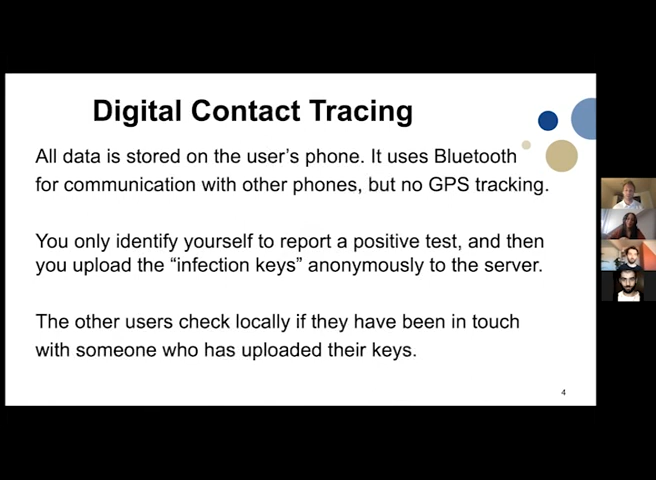 Digital Contact Tracing
All data is stored on the user’s phone. It uses Bluetooth
for communication with other phones, but no GPS tracking.
You only identify yourself to report a positive test, and then
you upload the “infection keys” anonymously to the server.
The other users check locally if they have been in touch
with someone who has uploaded their keys.
4